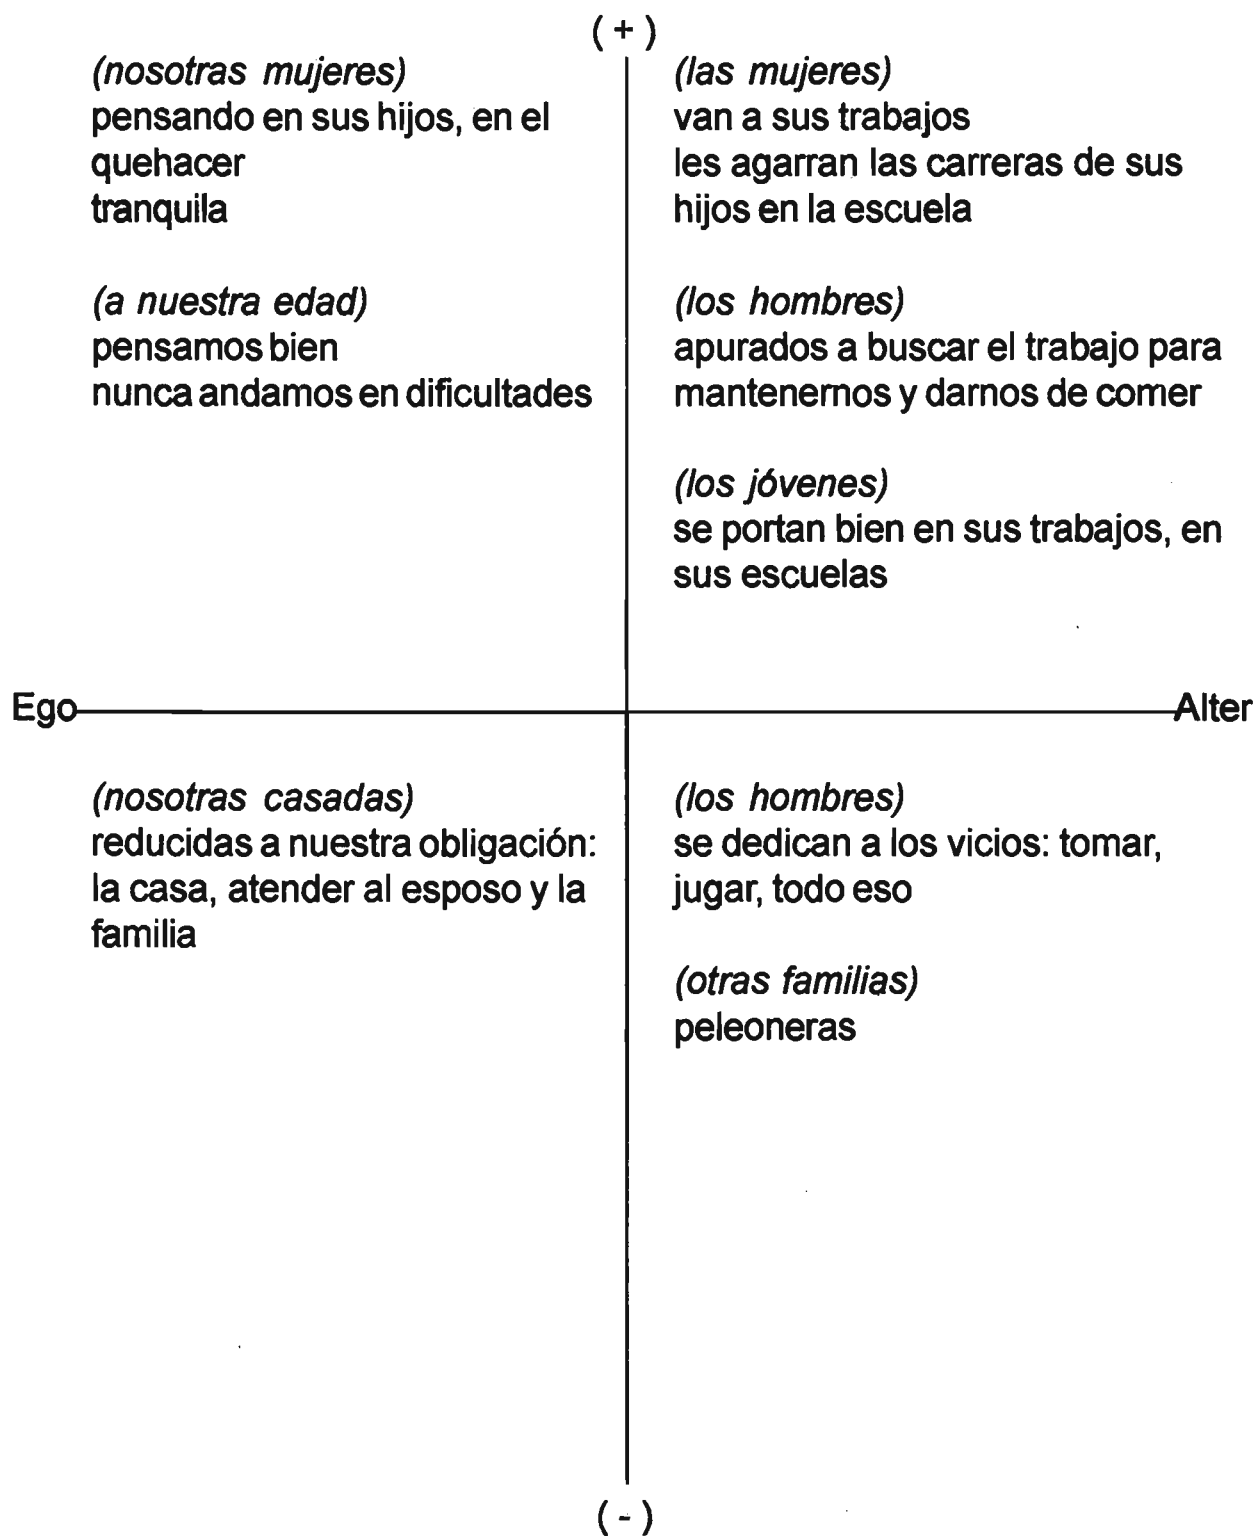 ( + )
(nosotras mujeres)
pensando en sus hijos, en el
quehacer
tranquila
(a nuestra edad)
pensamos bien
nunca andamos en dificultades
(las mujeres)
van a sus trabajos
les agarran las carreras de sus
hijos en la escuela
(los hombres)
apurados a buscar el trabajo para
mantenernos y darnos de comer
(los jóvenes)
se portan bien en sus trabajos, en
sus escuelas
Ego
Alter
(nosotras casadas)
reducidas a nuestra obligación:
la casa, atender al esposo y la
familia
(los hombres)
se dedican a los vicios: tomar,
jugar, todo eso
(otras familias)
peleoneras
( - )